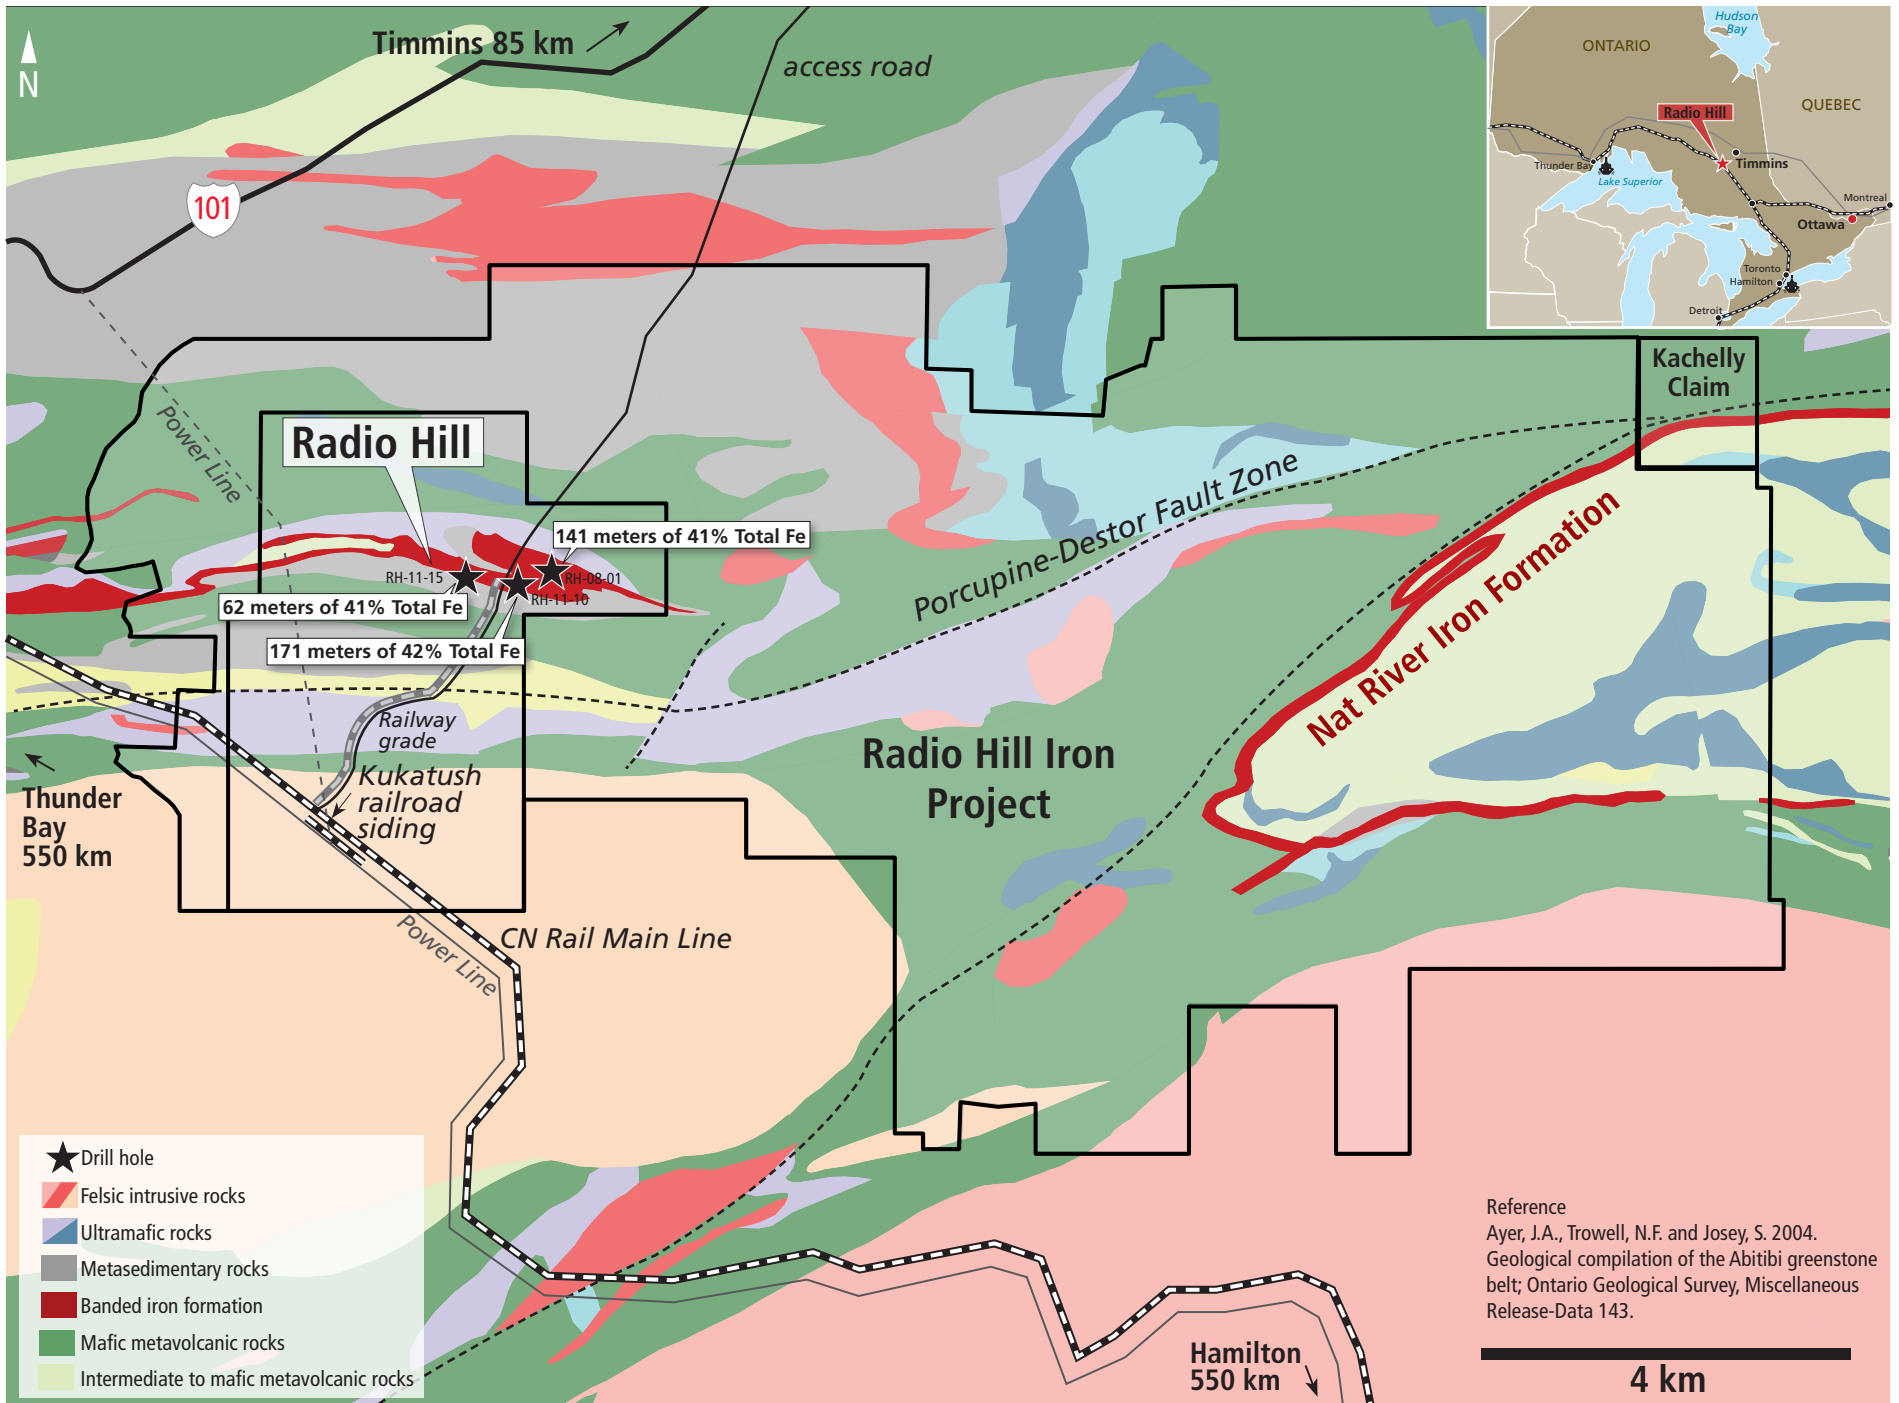 Timmins 85 km
N
access road
101
Hudson
Bay
ONTARIO
QUEBEC
Radio Hill
Thunder Bay
Timmins
Lake Superior
Montreal
Ottawa
Toronto
Hamilton
Detroit
Kachelly
Claim
Power Line
Radio Hill
141 meters of 41% Total Fe
RH-11-15
RH-08-01
RH-11-10
62 meters of 41% Total Fe
171 meters of 42% Total Fe
Porcupine-Destor Fault Zone
Nat River Iron Formation
Railway
grade
Radio Hill Iron
Project
Kukatush
railroad
siding
Thunder
Bay
550 km
Power Line
CN Rail Main Line
Drill hole
Felsic intrusive rocks
Ultramafic rocks
Metasedimentary rocks
Banded iron formation
Mafic metavolcanic rocks
Intermediate to mafic metavolcanic rocks
Reference
Ayer, J.A., Trowell, N.F. and Josey, S. 2004.
Geological compilation of the Abitibi greenstone
belt; Ontario Geological Survey, Miscellaneous
Release-Data 143.
Hamilton
550 km
4 km